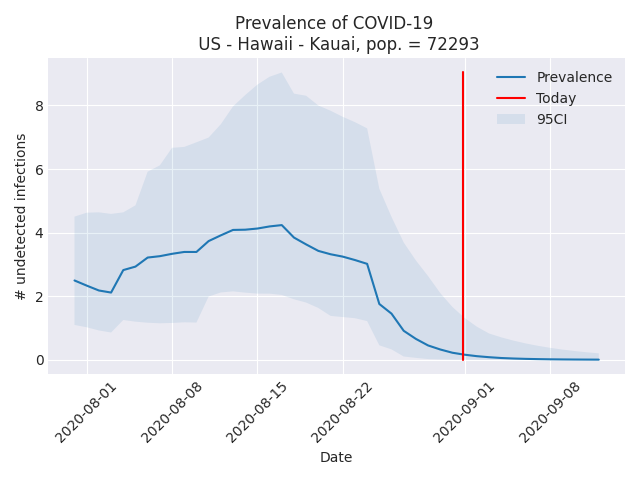 Prevalence of COVID-19
US - Hawaii - Kauai, pop. = 72293
Prevalence
Today
95CI
# undetected infections
8
6
4
2
0
2020-08-01
2020-08-08
2020-08-15
2020-08-22
2020-09-01
2020-09-08
Date